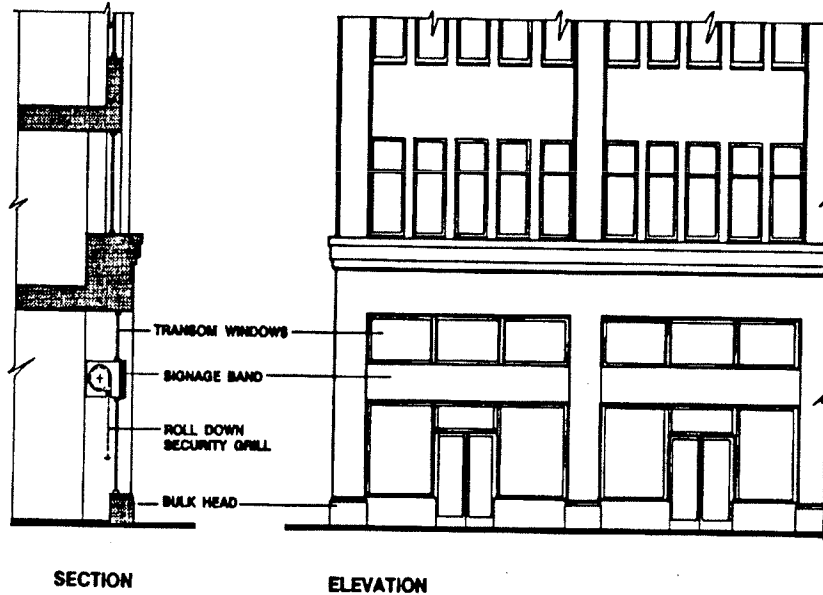 TRANSOM WINDOWS
SIGNAGE BAND
ROLL DOWN
SECURITY GRILL
BULK HEAD
SECTION
ELEVATION